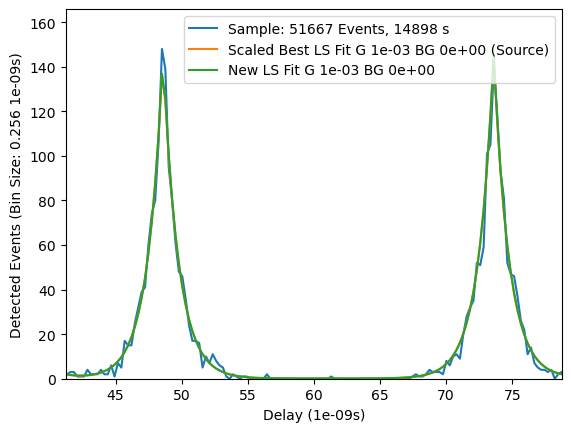 Sample: 51667 Events, 14898 s
Scaled Best LS Fit G 1e-03 BG 0e+00 (Source)
New LS Fit G 1e-03 BG 0e+00
Detected Events (Bin Size: 0.256 1e-09s)
160
140
120
100
80
60
40
20
0
45 50 55 60 65 70 75
Delay (1e-09s)